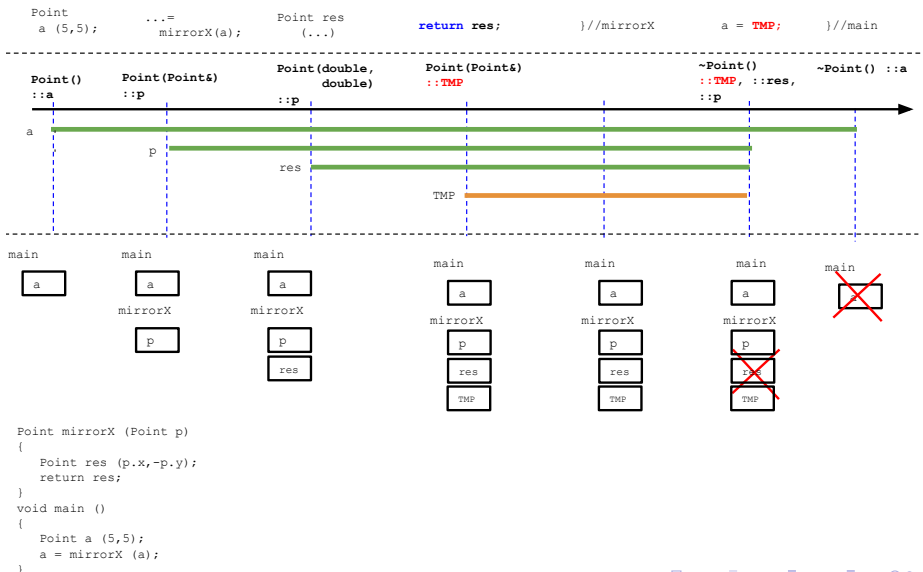 Point
a (5,5);
...=
mirrorX(a);
Point res
(...)
return res;
}//mirrorX
a = TMP;
}//main
Point()
::a
Point(Point&)
::p
Point(double,
double)
::p
Point(Point&)
::TMP
~Point()
::TMP, ::res,
::p
~Point() ::a
a
p
res
TMP
main
a
main
a
mirrorX
p
main
a
mirrorX
p
res
main
a
mirrorX
p
res
TMP
main
a
mirrorX
p
res
TMP
main
a
mirrorX
p
res
TMP
main
a
Point mirrorX (Point p)
{
Point res (p.x,-p.y);
return res;
}
void main ()
{
Point a (5,5);
a = mirrorX (a);
}